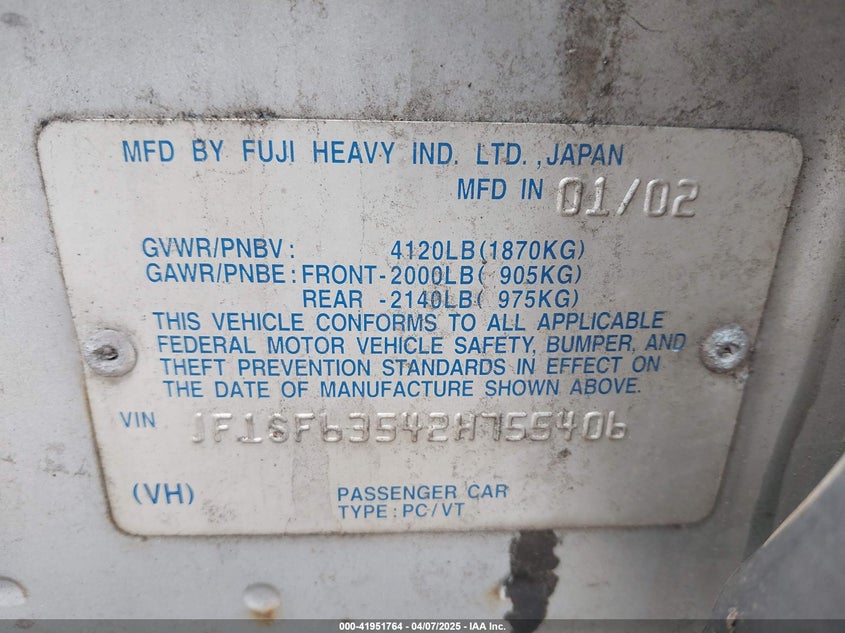 MFD BY FUJI HEAVY IND. LTD., JAPAN
MFD IN 01/02
GVWR/PNBV: 4120LB(1870KG)
GAWR/PNBE: FRONT-2000LB( 905KG)
REAR -2140LB( 975KG)
THIS VEHICLE CONFORMS TO ALL APPLICABLE
FEDERAL MOTOR VEHICLE SAFETY, BUMPER, AND
THEFT PREVENTION STANDARDS IN EFFECT ON
THE DATE OF MANUFACTURE SHOWN ABOVE.
VIN JF1SF63542H755406
(VH) PASSENGER CAR
TYPE: PC/VT
000-41951764 - 04/07/2025 - IAA Inc.